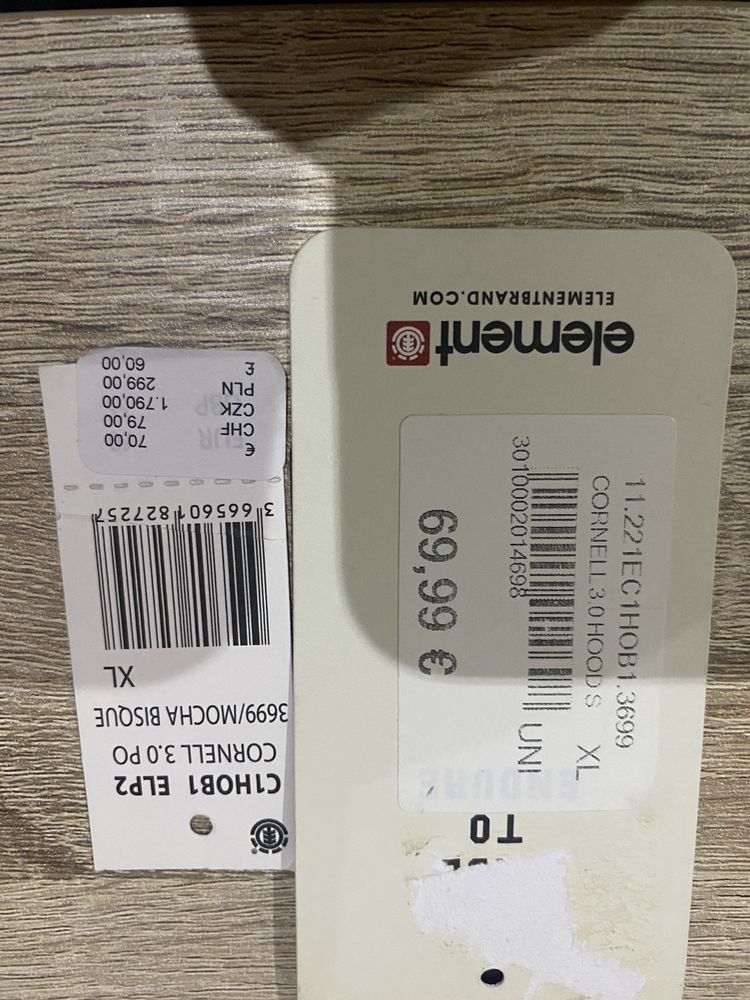 C1HOB1 ELP2
CORNELL 3.0 PO
3699/MOCHA BISQUE
XL
3 665601 827257
€ 70,00
CHF 79,00
CZK 1.790,00
PLN 299,00
£ 60,00
EUR
TO
ENDURE
11.221EC1HOB1.3699
CORNELL 3.0 HOOD S XL
3010002014698
UNI
69,99 €
element
ELEMENTBRAND.COM